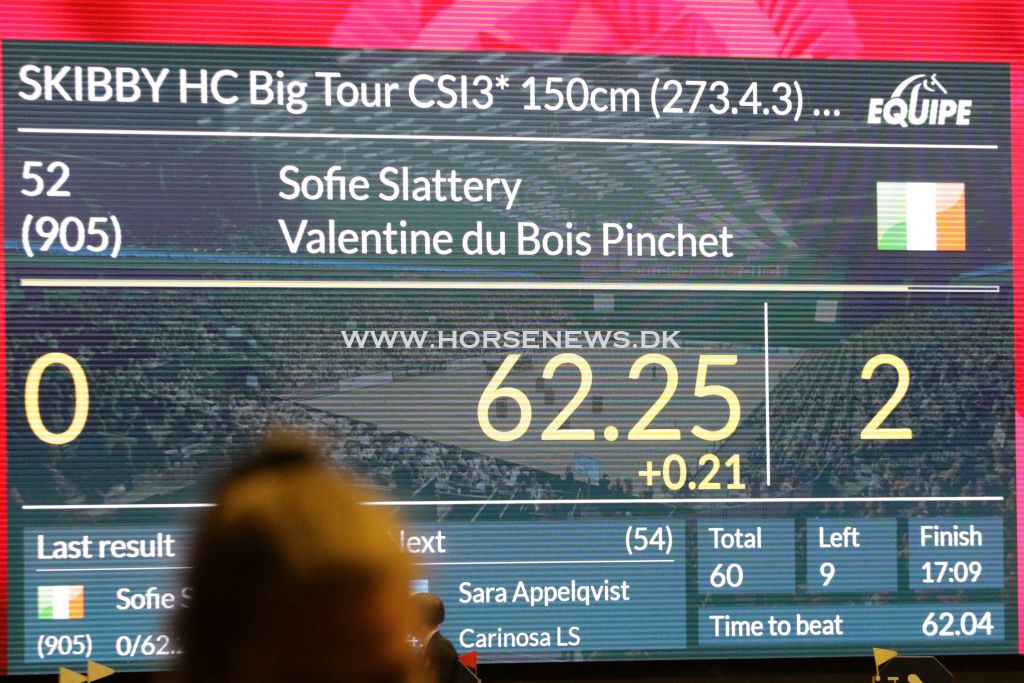 SKIBBY HC Big Tour CSI3* 150cm (273.4.3) ...
EQUIPE
52
Sofie Slattery
(905)
Valentine du Bois Pinchet
WWW.HORSENEWS.DK
0
62.25
2
+0.21
Last result
(54)
Total
60
Left
9
Finish
17:09
Sofie
Sara Appelqvist
(905)
Carinosa LS
Time to beat
62.04